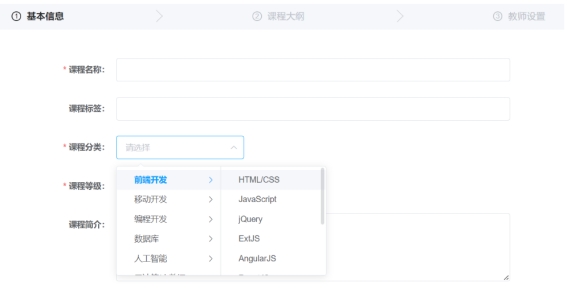 ① 基本信息 ② 课程大纲 ③ 教师设置
* 课程名称:
课程标签:
* 课程分类: 请选择
前端开发 HTML/CSS
* 课程等级:
移动开发 JavaScript
编程开发 jQuery
课程简介:
数据库 ExtJS
人工智能 AngularJS